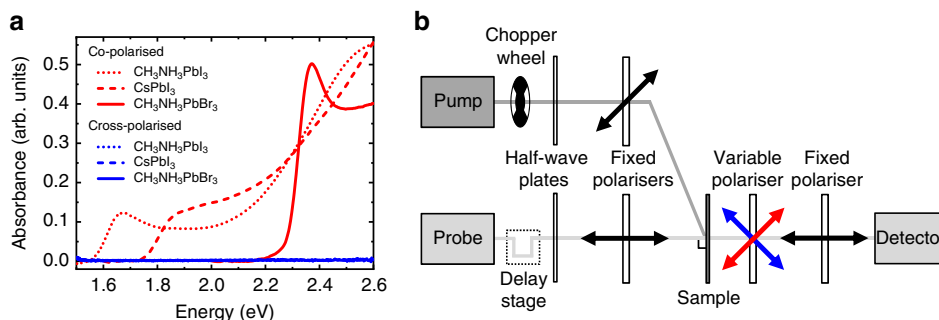 a
Co-polarised
CH3NH3PbI3
CsPbI3
CH3NH3PbBr3
Cross-polarised
CH3NH3PbI3
CsPbI3
CH3NH3PbBr3
Absorbance (arb. units)
0.5
0.4
0.3
0.2
0.1
0.0
1.6
1.8
2.0
2.2
2.4
2.6
Energy (eV)
b
Chopper
wheel
Pump
Half-wave
plates
Fixed
polarisers
Variable
polariser
Fixed
polariser
Probe
Delay
stage
Sample
Detecto